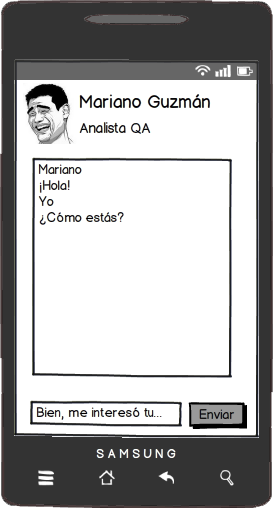 Mariano Guzmán
Analista QA
Mariano
¡Hola!
Yo
¿Cómo estás?
Bien, me interesó tu...
Enviar
SAMSUNG